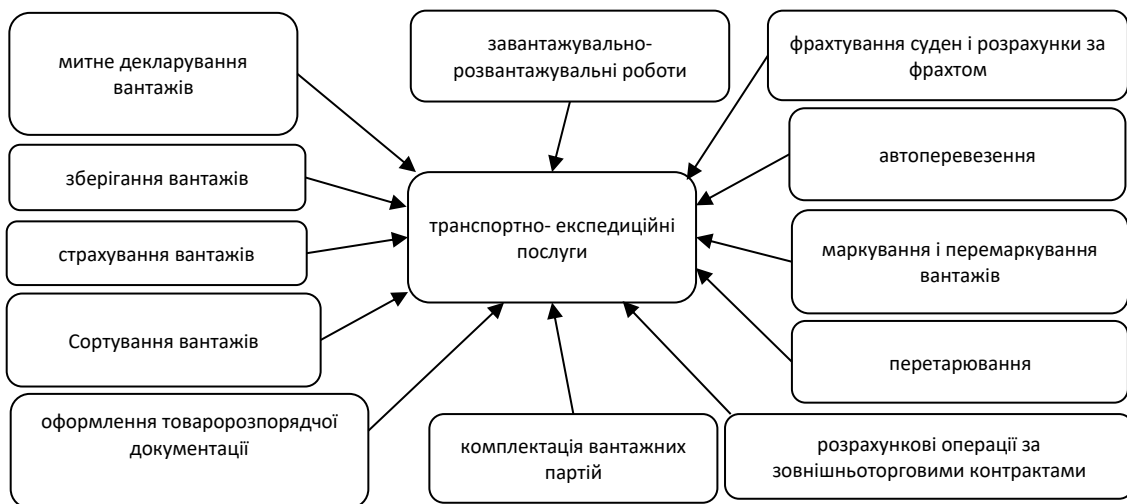 митне декларування
вантажів
завантажувально-
розвантажувальні роботи
фрахтування суден і розрахунки за
фрахтом
зберігання вантажів
автоперевезення
транспортно- експедиційні
послуги
страхування вантажів
маркування і перемаркування
вантажів
Сортування вантажів
перетарювання
оформлення товаророзпорядчої
документації
комплектація вантажних
партій
розрахункові операції за
зовнішньоторговими контрактами